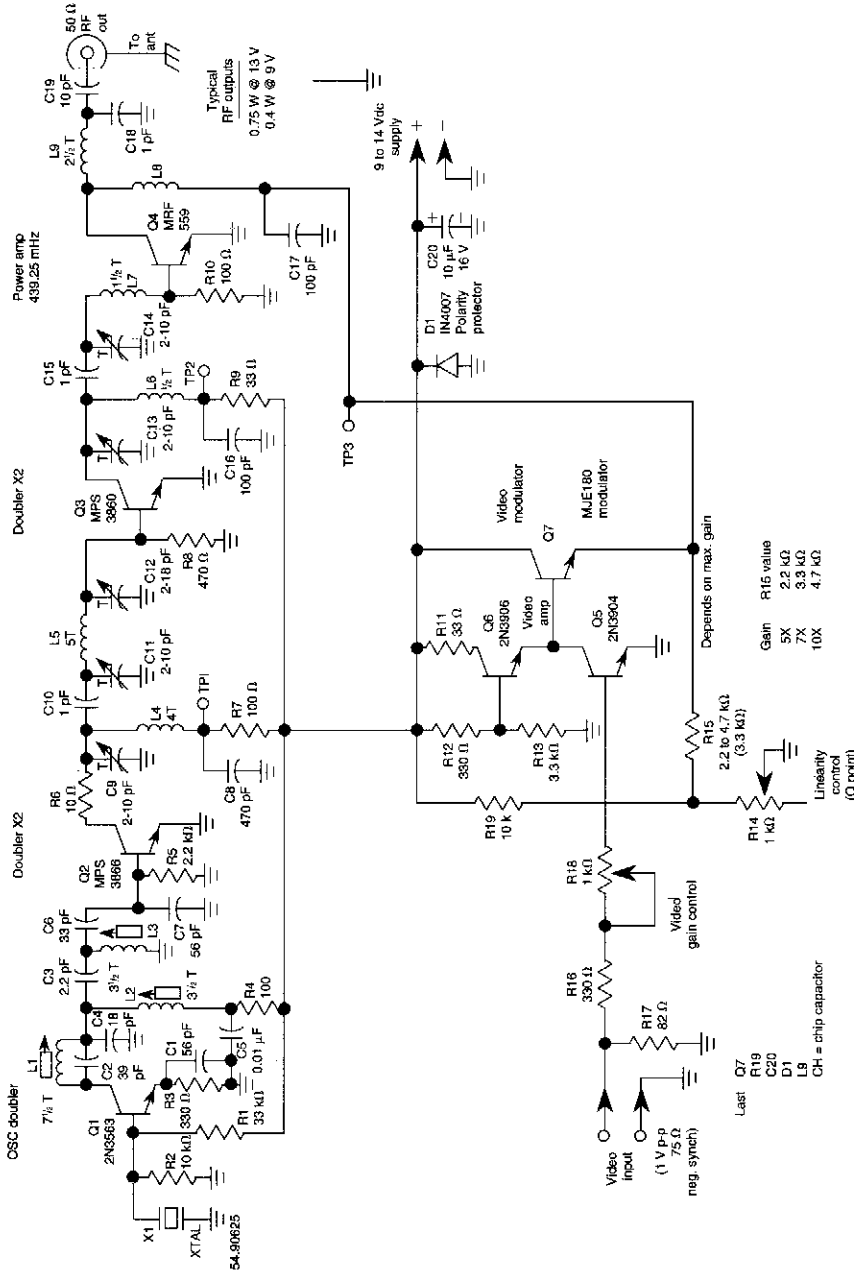 OSC doubler
Doubler X2
Doubler X2
Power amp
439.25 mHz
50 Ω
RF
out
To
ant
Typical
RF outputs
0.75 W @ 13 V
0.4 W @ 9 V
X1
XTAL
54.90625
R2
10 kΩ
Q1
2N3563
L1
7½ T
C2
39
pF
C4
18
pF
R3
330 Ω
R1
33 kΩ
C1
56 pF
C5
0.01 µF
R4
100
L2
3½ T
C3
2.2 pF
3½ T
L3
C6
33 pF
C7
56 pF
R5
2.2 kΩ
Q2
MPS
3866
R6
10 Ω
T
C9
2-10 pF
C8
470 pF
L4
4T
TP1
R7
100 Ω
C10
1 pF
T
C11
2-10 pF
L5
5T
T
C12
2-18 pF
R8
470 Ω
Q3
MPS
3860
T
C13
2-10 pF
C16
100 pF
L6
½ T
TP2
R9
33 Ω
C15
1 pF
T
C14
2-10 pF
1½ T
L7
R10
100 Ω
Q4
MRF
559
C17
100 pF
L8
L9
2½ T
C18
1 pF
C19
10 pF
9 to 14 Vdc
supply
+
−
+
−
C20
10 µF
16 V
D1
IN4007
Polarity
protector
TP3
Video modulator
MJE180
modulator
Q7
R11
33 Ω
Q6
2N3906
Video
amp
Q5
2N3904
R12
330 Ω
R13
3.3 kΩ
R19
10 k
Depends on max. gain
Gain R15 value
5X 2.2 kΩ
7X 3.3 kΩ
10X 4.7 kΩ
R15
2.2 to 4.7 kΩ
(3.3 kΩ)
R14
1 kΩ
Linearity
control
(Q point)
R18
1 kΩ
Video
gain control
R16
330 Ω
R17
82 Ω
Video
input
(1 V p-p
75 Ω
neg. synch)
Last Q7
R19
C20
D1
L9
CH = chip capacitor